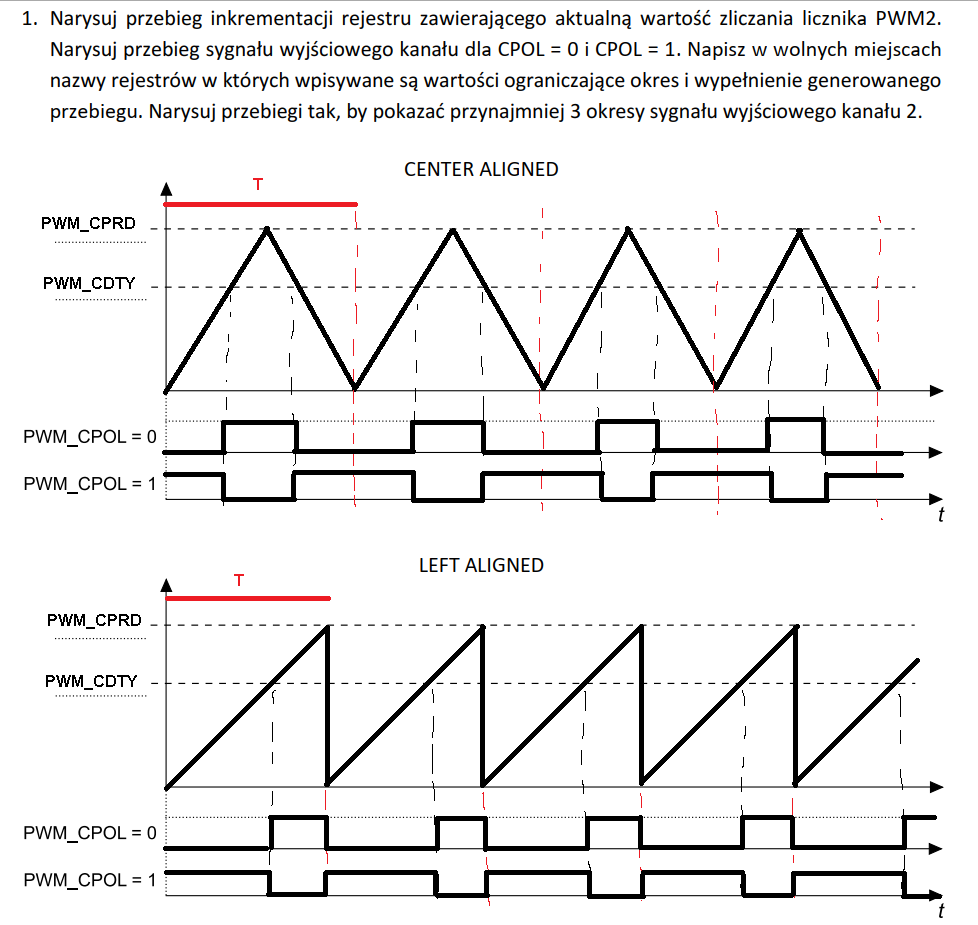 1. Narysuj przebieg inkrementacji rejestru zawierającego aktualną wartość zliczania licznika PWM2.
Narysuj przebieg sygnału wyjściowego kanału dla CPOL = 0 i CPOL = 1. Napisz w wolnych miejscach
nazwy rejestrów w których wpisywane są wartości ograniczające okres i wypełnienie generowanego
przebiegu. Narysuj przebiegi tak, by pokazać przynajmniej 3 okresy sygnału wyjściowego kanału 2.
CENTER ALIGNED
T
PWM_CPRD
PWM_CDTY
PWM_CPOL = 0
PWM_CPOL = 1
t
LEFT ALIGNED
T
PWM_CPRD
PWM_CDTY
PWM_CPOL = 0
PWM_CPOL = 1
t